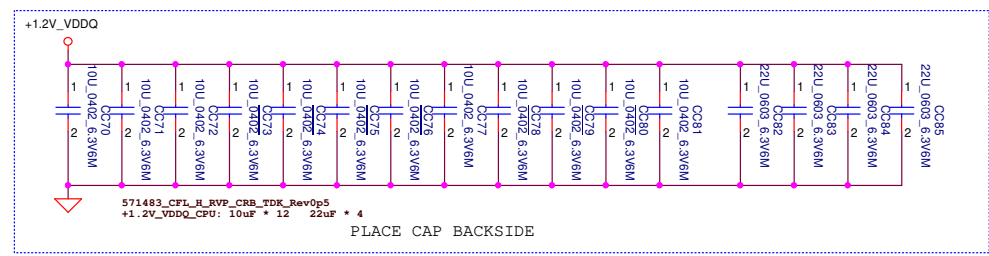 +1.2V_VDDQ
1
2
CC70
10U_0402_6.3V6M
1
2
CC71
10U_0402_6.3V6M
1
2
CC72
10U_0402_6.3V6M
1
2
CC73
10U_0402_6.3V6M
1
2
CC74
10U_0402_6.3V6M
1
2
CC75
10U_0402_6.3V6M
1
2
CC76
10U_0402_6.3V6M
1
2
CC77
10U_0402_6.3V6M
1
2
CC78
10U_0402_6.3V6M
1
2
CC79
10U_0402_6.3V6M
1
2
CC80
10U_0402_6.3V6M
1
2
CC81
10U_0402_6.3V6M
1
2
CC82
22U_0603_6.3V6M
1
2
CC83
22U_0603_6.3V6M
1
2
CC84
22U_0603_6.3V6M
1
2
CC85
22U_0603_6.3V6M
571483_CFL_H_RVP_CRB_TDK_Rev0p5
+1.2V_VDDQ_CPU: 10uF * 12 22uF * 4
PLACE CAP BACKSIDE